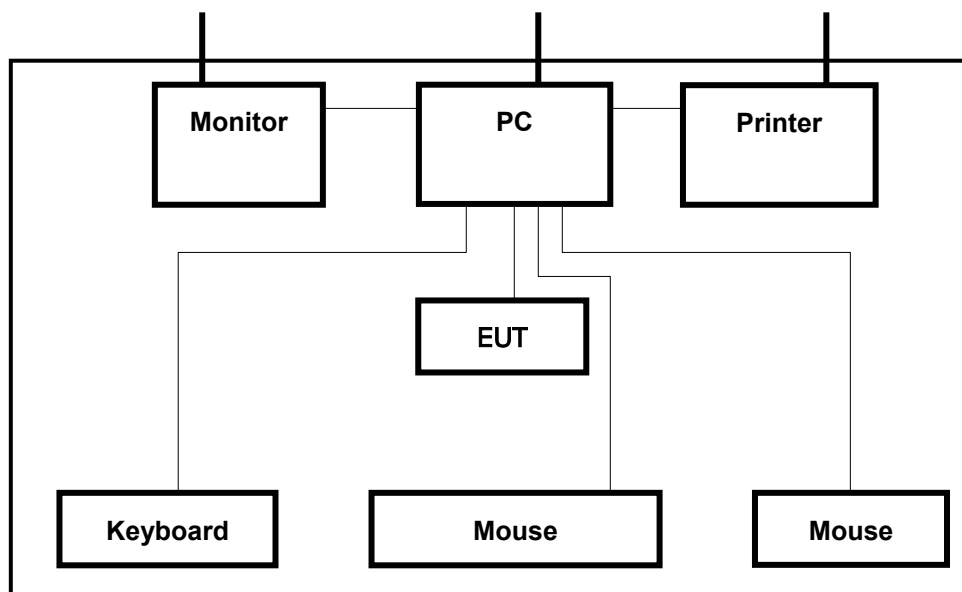 Monitor
PC
Printer
EUT
Keyboard
Mouse
Mouse